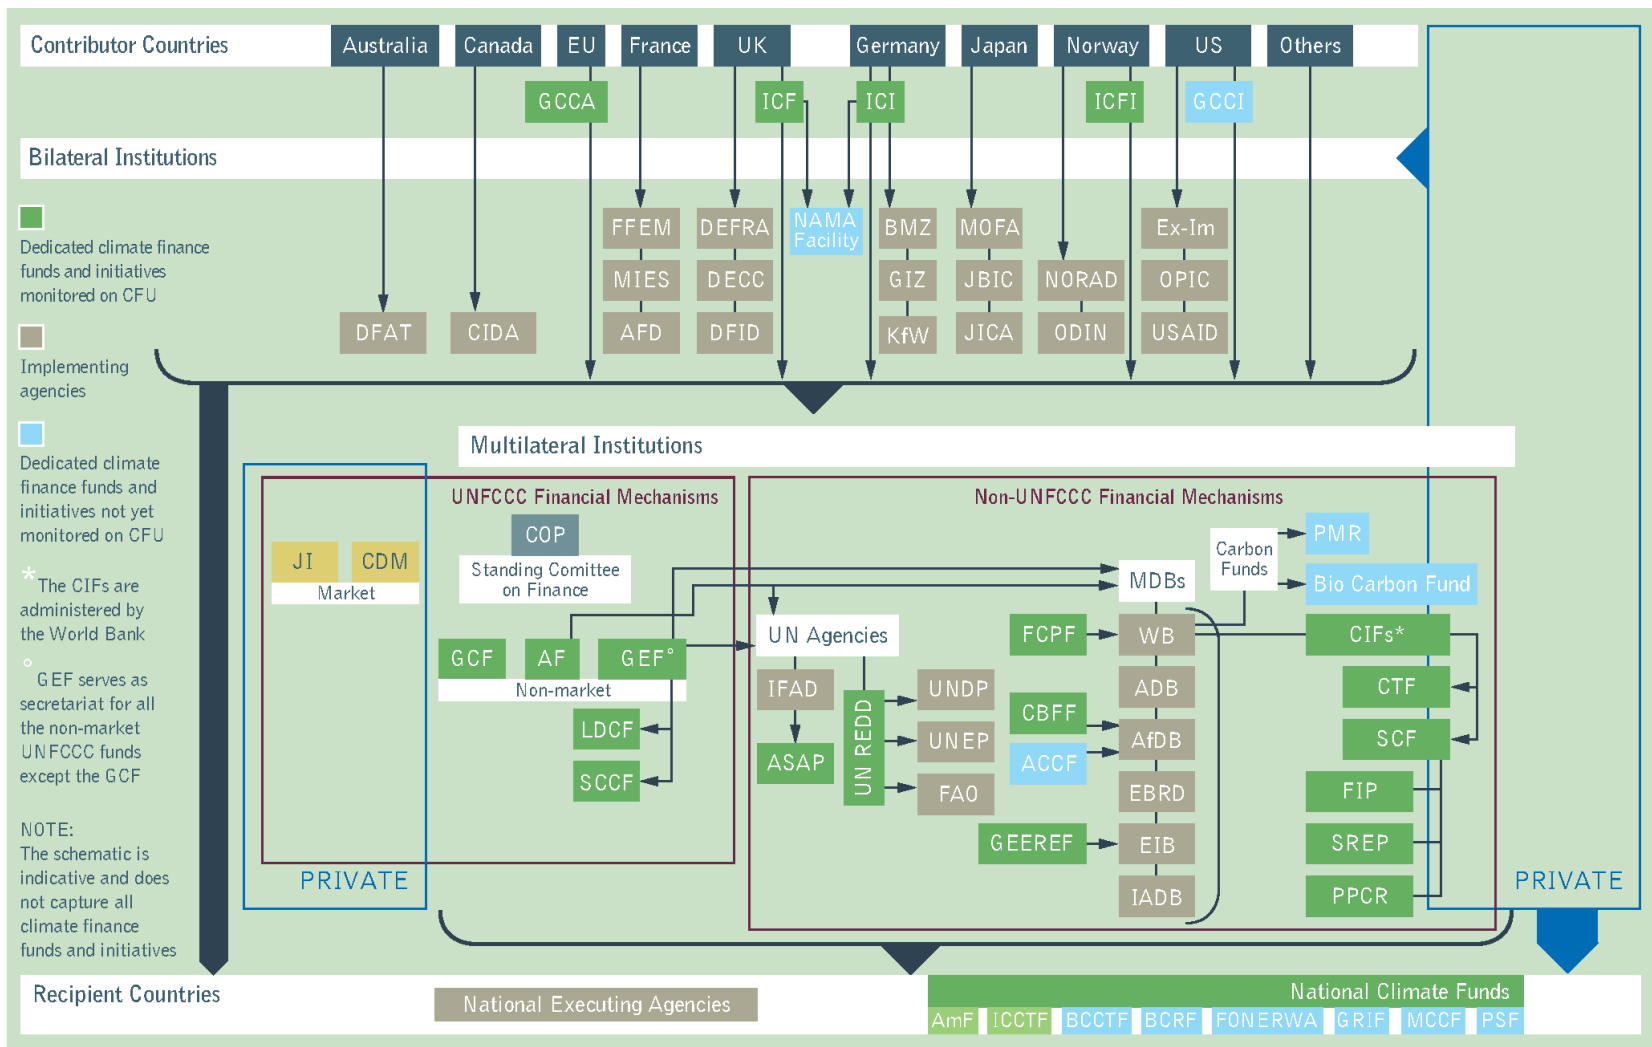 Contributor Countries
Australia
Canada
EU
France
UK
Germany
Japan
Norway
US
Others
GCCA
ICF
ICI
ICFI
GCCI
Bilateral Institutions
Dedicated climate finance
funds and initiatives
monitored on CFU
Implementing
agencies
Dedicated climate
finance funds and
initiatives not yet
monitored on CFU
* The CIFs are
administered by
the World Bank
° GEF serves as
secretariat for all
the non-market
UNFCCC funds
except the GCF
NOTE:
The schematic is
indicative and does
not capture all
climate finance
funds and initiatives
FFEM
DEFRA
NAMA
Facility
BMZ
MOFA
Ex-Im
MIES
DECC
GIZ
JBIC
NORAD
OPIC
DFAT
CIDA
AFD
DFID
KfW
JICA
ODIN
USAID
Multilateral Institutions
UNFCCC Financial Mechanisms
COP
Standing Comittee
on Finance
JI
CDM
Market
GCF
AF
GEF°
Non-market
LDCF
SCCF
PRIVATE
Non-UNFCCC Financial Mechanisms
UN Agencies
IFAD
ASAP
UN REDD
UNDP
UNEP
FAO
MDBs
FCPF
WB
ADB
CBFF
AfDB
ACCF
EBRD
GEEREF
EIB
IADB
Carbon
Funds
PMR
Bio Carbon Fund
CIFs*
CTF
SCF
FIP
SREP
PPCR
PRIVATE
Recipient Countries
National Executing Agencies
National Climate Funds
AmF
ICCTF
BCCTF
BCRF
FONERWA
GRIF
MCCF
PSF